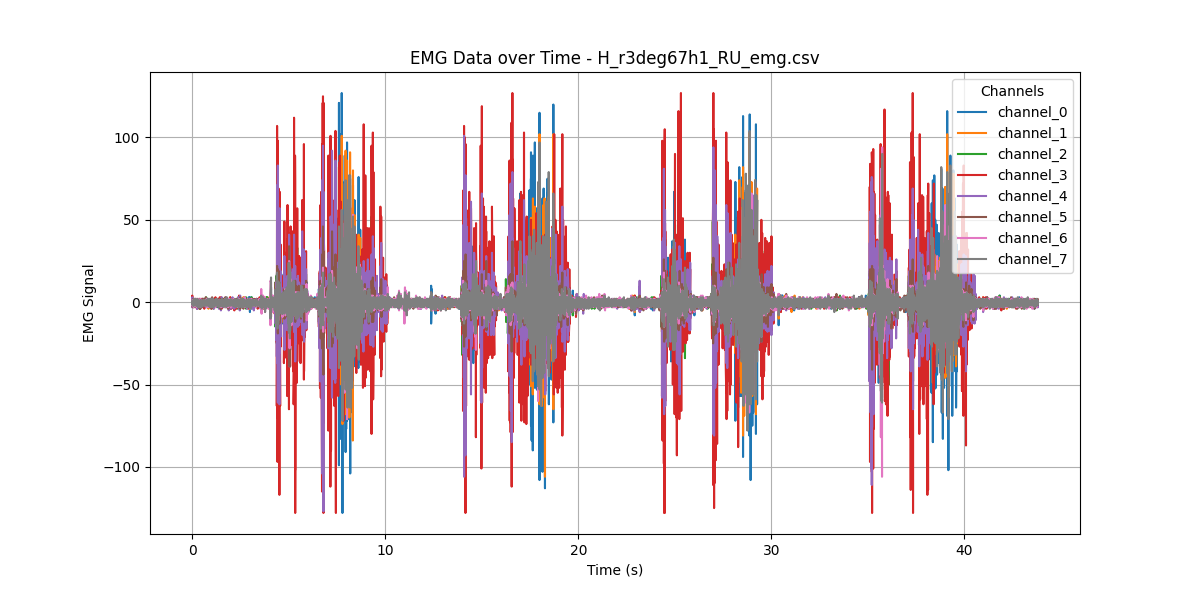 EMG Data over Time - H_r3deg67h1_RU_emg.csv
Channels
channel_0
channel_1
channel_2
channel_3
channel_4
channel_5
channel_6
channel_7
EMG Signal
100
50
0
−50
−100
0 10 20 30 40
Time (s)